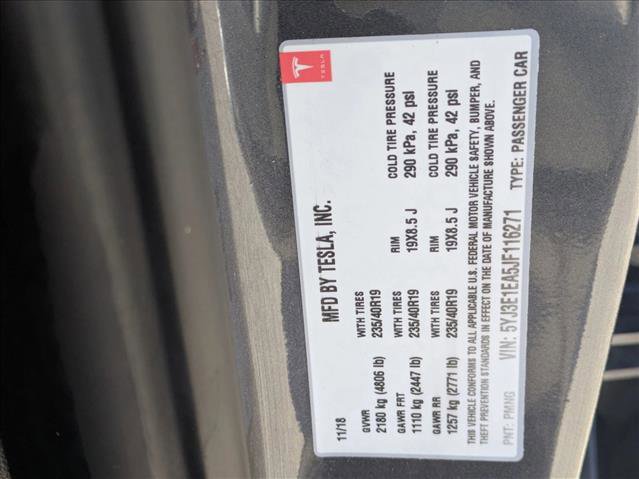 TESLA
MFD BY TESLA, INC.
11/18
GVWR WITH TIRES RIM COLD TIRE PRESSURE
2180 kg (4806 lb) 235/40R19 19X8.5 J 290 kPa, 42 psi
GAWR FRT WITH TIRES
1110 kg (2447 lb) 235/40R19
GAWR RR WITH TIRES RIM COLD TIRE PRESSURE
1257 kg (2771 lb) 235/40R19 19X8.5 J 290 kPa, 42 psi
THIS VEHICLE CONFORMS TO ALL APPLICABLE U.S. FEDERAL MOTOR VEHICLE SAFETY, BUMPER, AND
THEFT PREVENTION STANDARDS IN EFFECT ON THE DATE OF MANUFACTURE SHOWN ABOVE.
PNT: PMNG VIN: 5YJ3E1EA5JF116271 TYPE: PASSENGER CAR